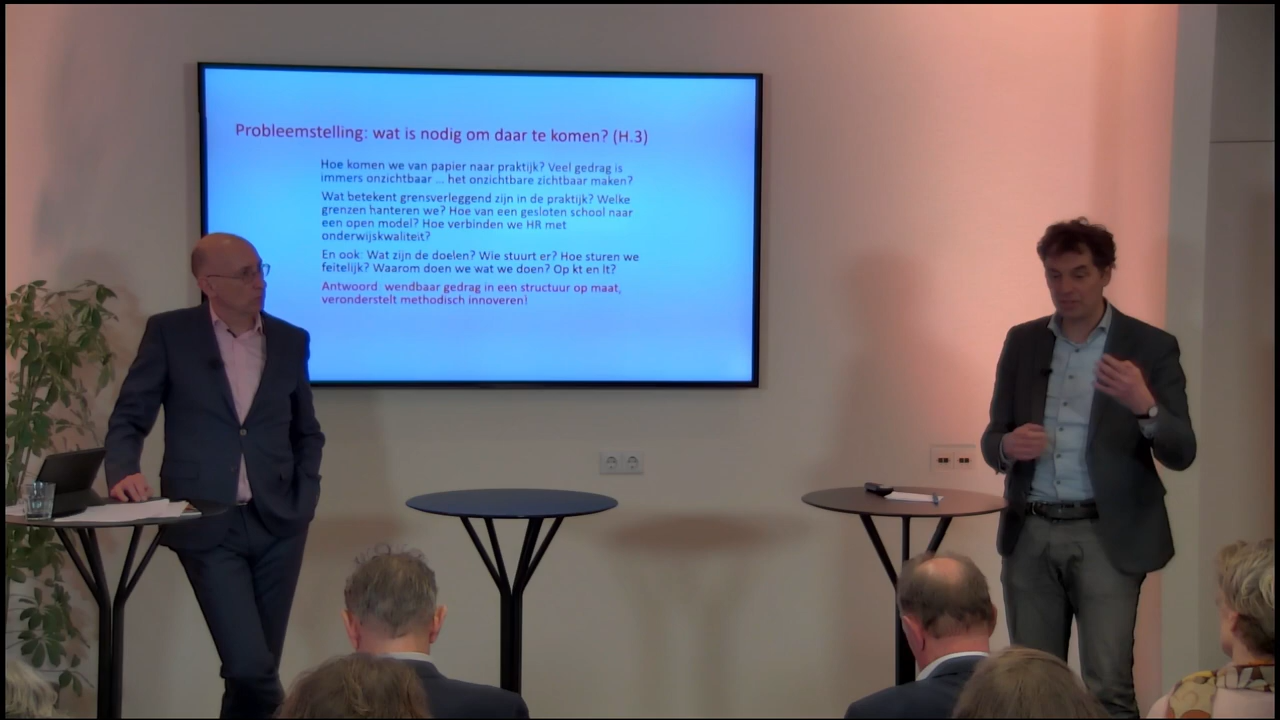 Probleemstelling: wat is nodig om daar te komen? (H.3)
Hoe komen we van papier naar praktijk? Veel gedrag is
immers onzichtbaar ... het onzichtbare zichtbaar maken?
Wat betekent grensverleggend zijn in de praktijk? Welke
grenzen hanteren we? Hoe van een gesloten school naar
een open model? Hoe verbinden we HR met
onderwijskwaliteit?
En ook: Wat zijn de doelen? Wie stuurt er? Hoe sturen we
feitelijk? Waarom doen we wat we doen? Op kt en lt?
Antwoord: wendbaar gedrag in een structuur op maat,
veronderstelt methodisch innoveren!